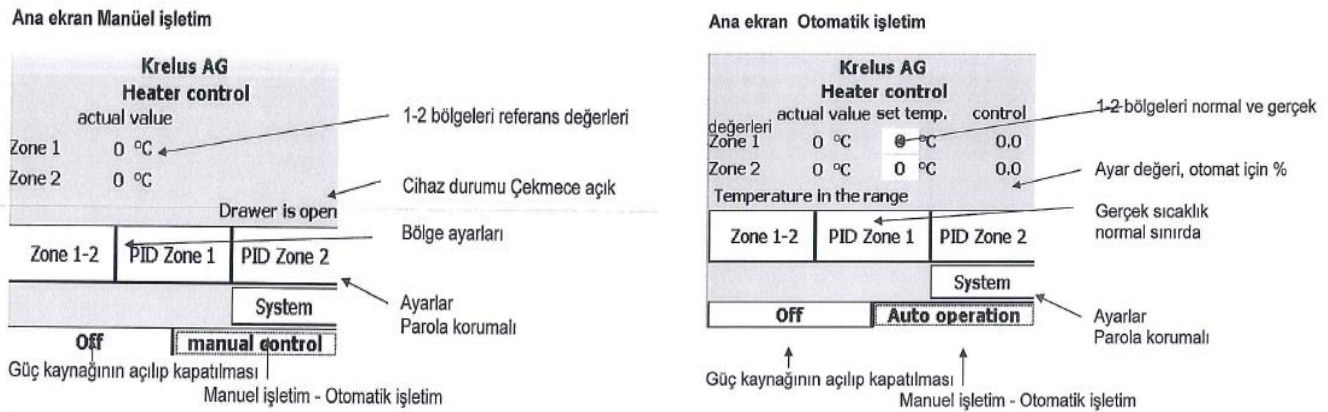 Ana ekran Manüel işletim
Krelus AG
Heater control
actual value
Zone 1 0 °C
Zone 2 0 °C
Drawer is open
Zone 1-2 PID Zone 1 PID Zone 2
System
Off manual control
1-2 bölgeleri referans değerleri
Cihaz durumu Çekmece açık
Bölge ayarları
Ayarlar
Parola korumalı
Güç kaynağının açılıp kapatılması
Manuel işletim - Otomatik işletim
Ana ekran Otomatik işletim
Krelus AG
Heater control
actual value set temp. control
değerleri
Zone 1 0 °C 0 °C 0.0
Zone 2 0 °C 0 °C 0.0
Temperature in the range
Zone 1-2 PID Zone 1 PID Zone 2
System
Off Auto operation
1-2 bölgeleri normal ve gerçek
Ayar değeri, otomat için %
Gerçek sıcaklık
normal sınırda
Ayarlar
Parola korumalı
Güç kaynağının açılıp kapatılması
Manuel işletim - Otomatik işletim